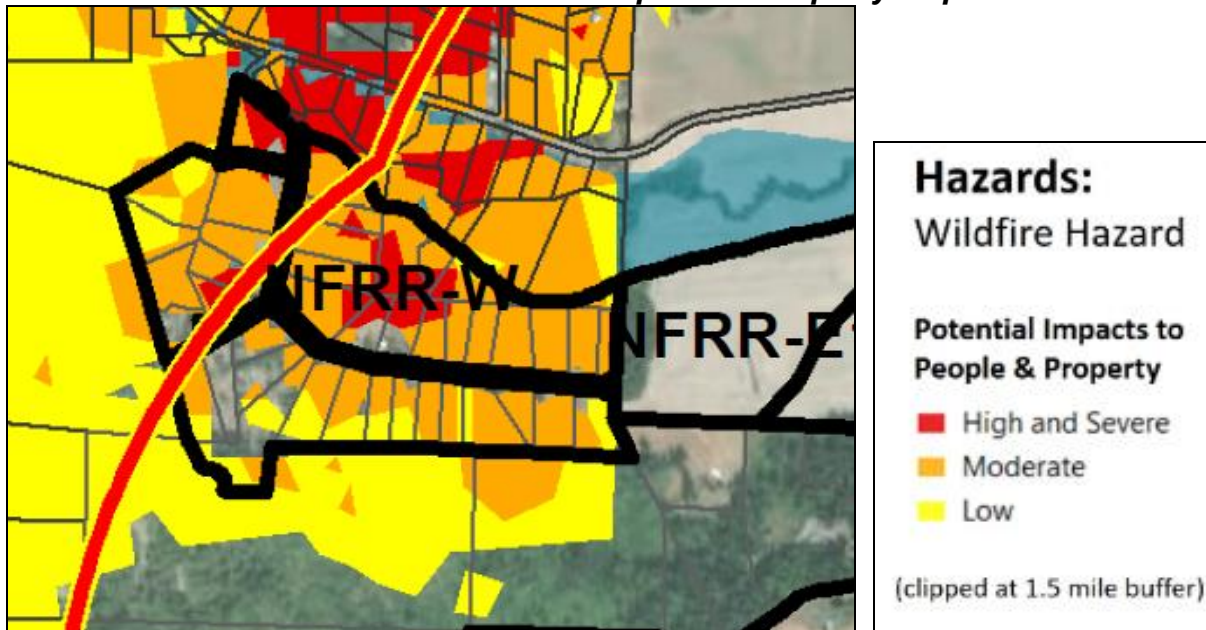 NFRR-W
NFRR-E
Hazards:
Wildfire Hazard
Potential Impacts to
People & Property
High and Severe
Moderate
Low
(clipped at 1.5 mile buffer)